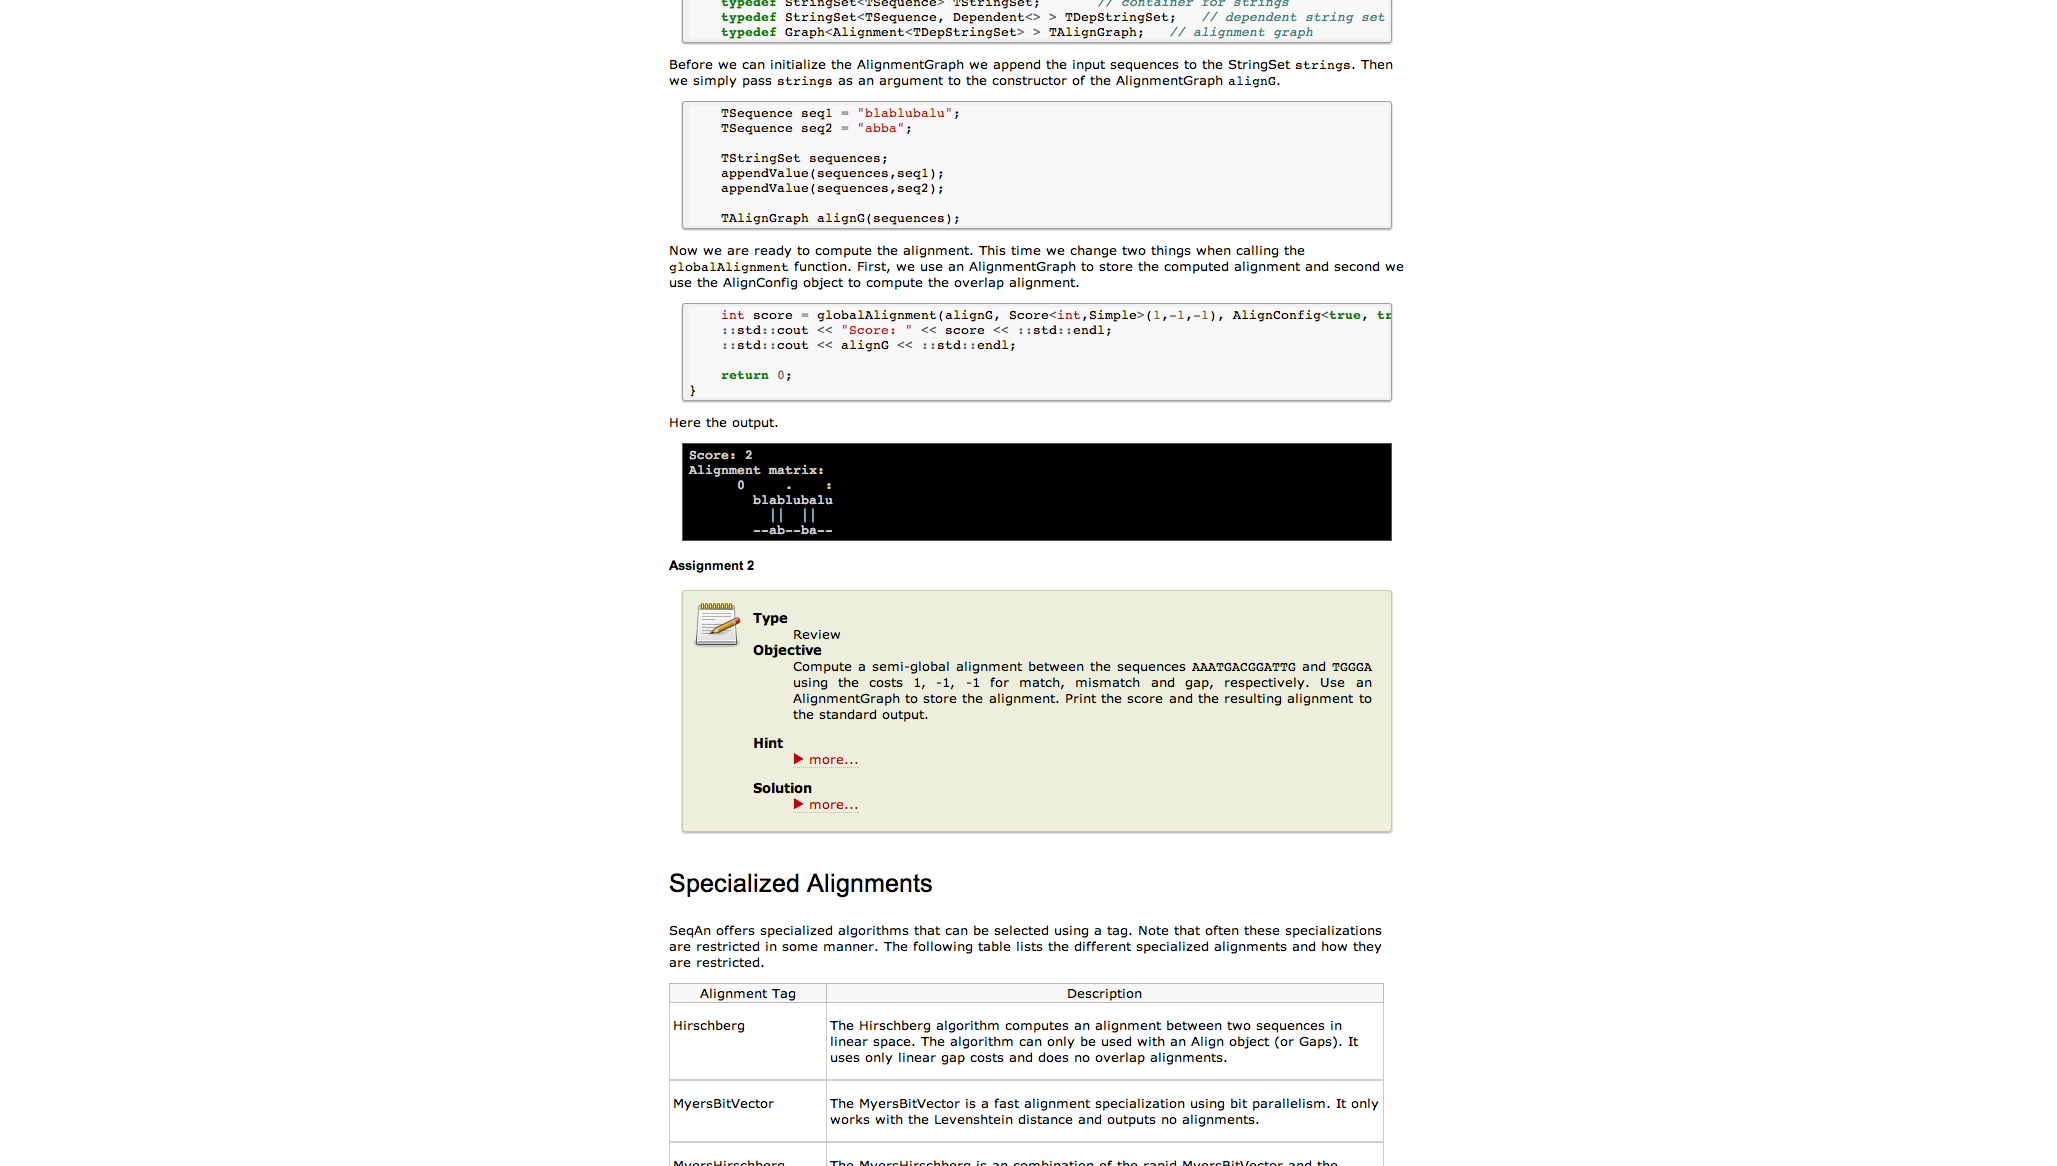 typedef StringSet<TSequence> TStringSet;       // container for strings
typedef StringSet<TSequence, Dependent<> > TDepStringSet;   // dependent string set
typedef Graph<Alignment<TDepStringSet> > TAlignGraph;   // alignment graph
Before we can initialize the AlignmentGraph we append the input sequences to the StringSet strings. Then
we simply pass strings as an argument to the constructor of the AlignmentGraph alignG.
TSequence seq1 = "blablubalu";
TSequence seq2 = "abba";
TStringSet sequences;
appendValue(sequences,seq1);
appendValue(sequences,seq2);
TAlignGraph alignG(sequences);
Now we are ready to compute the alignment. This time we change two things when calling the
globalAlignment function. First, we use an AlignmentGraph to store the computed alignment and second we
use the AlignConfig object to compute the overlap alignment.
int score = globalAlignment(alignG, Score<int,Simple>(1,-1,-1), AlignConfig<true, tr
::std::cout << "Score: " << score << ::std::endl;
::std::cout << alignG << ::std::endl;
return 0;
}
Here the output.
Score: 2
Alignment matrix:
      0     .    :
        blablubalu
          ||  ||
        --ab--ba--
Assignment 2
Type
Review
Objective
Compute a semi-global alignment between the sequences AAATGACGGATTG and TGGGA
using the costs 1, -1, -1 for match, mismatch and gap, respectively. Use an
AlignmentGraph to store the alignment. Print the score and the resulting alignment to
the standard output.
Hint
more...
Solution
more...
Specialized Alignments
SeqAn offers specialized algorithms that can be selected using a tag. Note that often these specializations
are restricted in some manner. The following table lists the different specialized alignments and how they
are restricted.
Alignment Tag Description
Hirschberg The Hirschberg algorithm computes an alignment between two sequences in
linear space. The algorithm can only be used with an Align object (or Gaps). It
uses only linear gap costs and does no overlap alignments.
MyersBitVector The MyersBitVector is a fast alignment specialization using bit parallelism. It only
works with the Levenshtein distance and outputs no alignments.
MyersHirschberg The MyersHirschberg is an combination of the rapid MyersBitVector and the